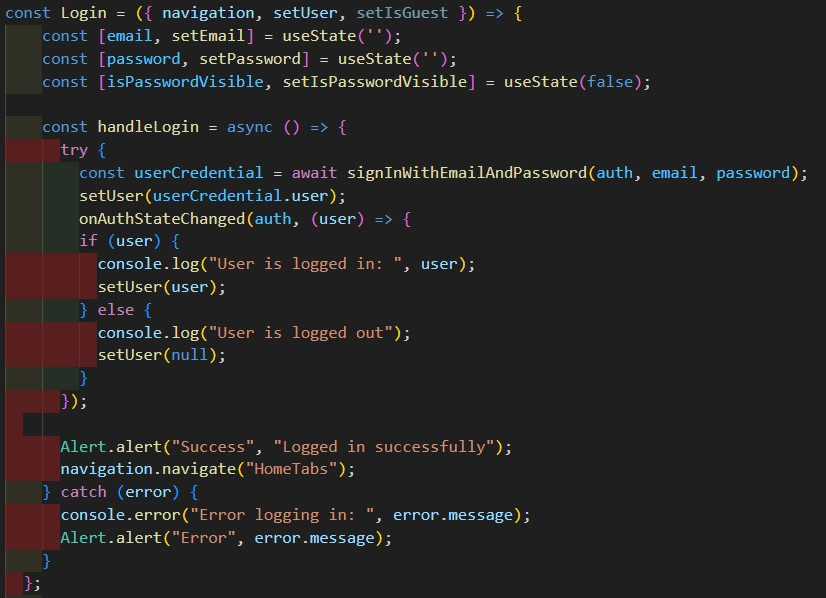 const Login = ({ navigation, setUser, setIsGuest }) => {
    const [email, setEmail] = useState('');
    const [password, setPassword] = useState('');
    const [isPasswordVisible, setIsPasswordVisible] = useState(false);

    const handleLogin = async () => {
      try {
        const userCredential = await signInWithEmailAndPassword(auth, email, password);
        setUser(userCredential.user);
        onAuthStateChanged(auth, (user) => {
        if (user) {
          console.log("User is logged in: ", user);
          setUser(user);
        } else {
          console.log("User is logged out");
          setUser(null);
        }
      });

      Alert.alert("Success", "Logged in successfully");
      navigation.navigate("HomeTabs");
    } catch (error) {
      console.error("Error logging in: ", error.message);
      Alert.alert("Error", error.message);
    }
  };